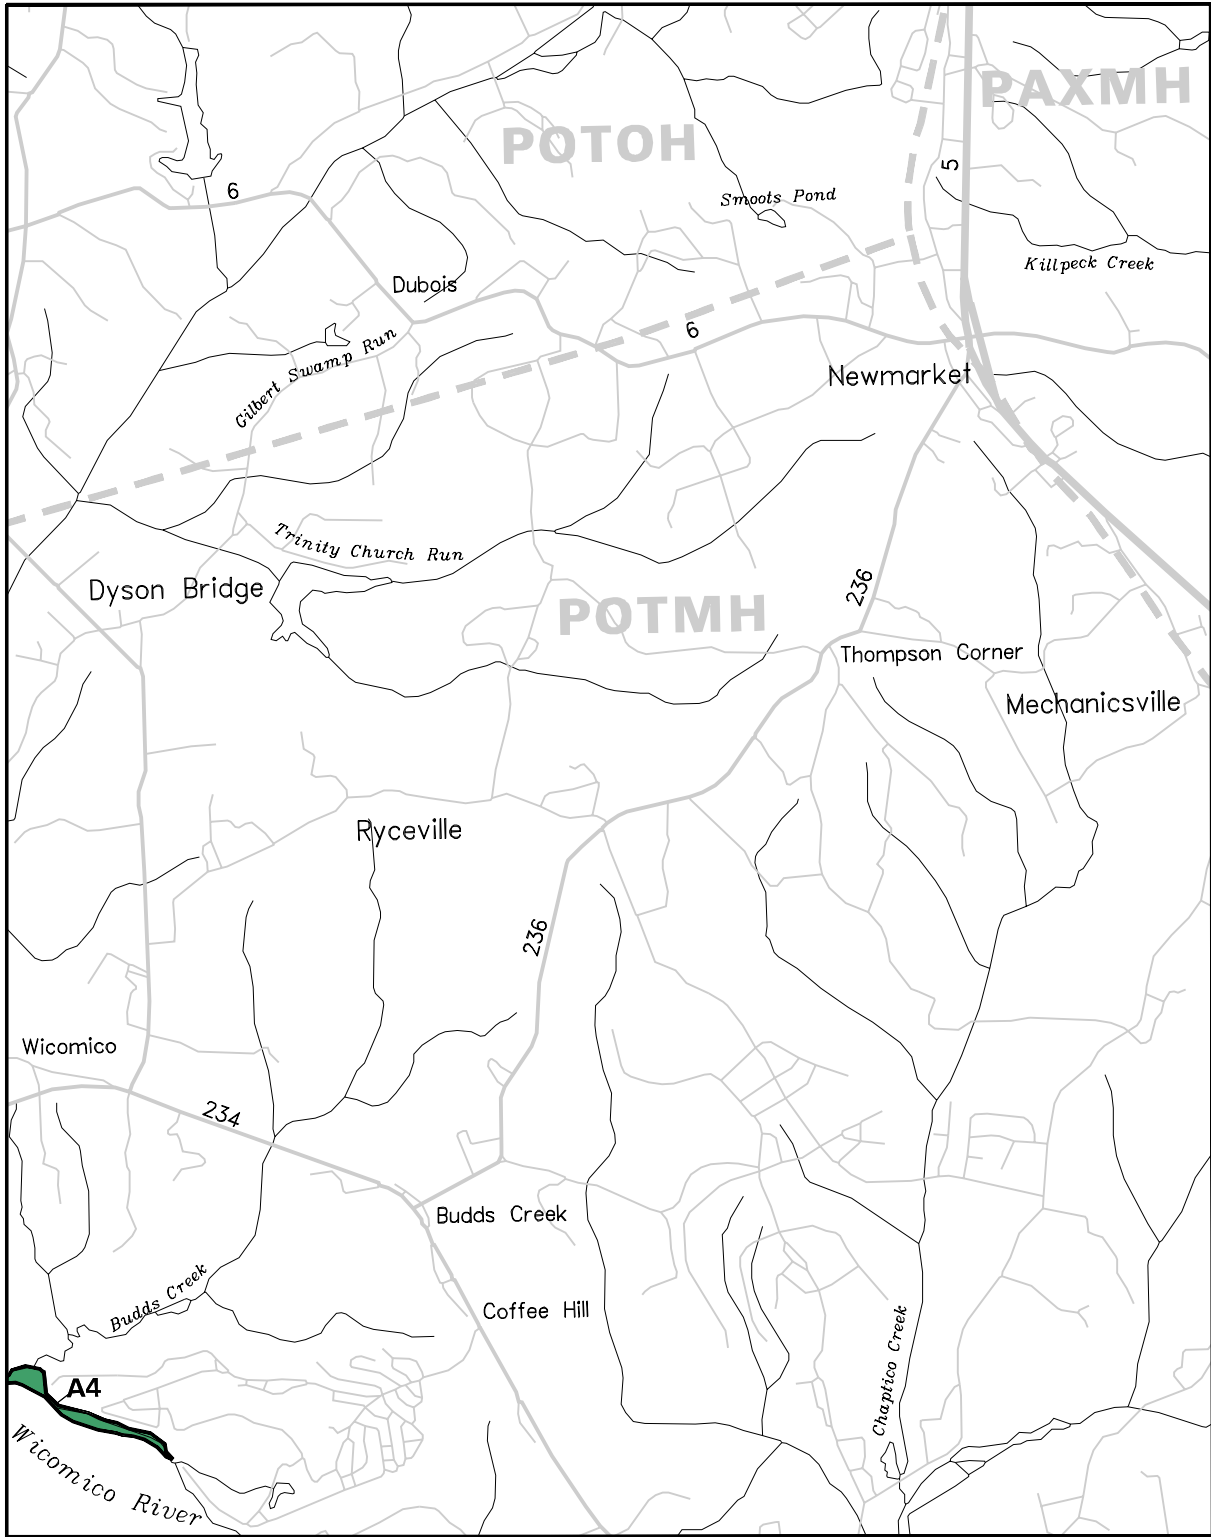 PAXMH
POTOH
5
6
Smoots Pond
Killpeck Creek
Dubois
6
Gilbert Swamp Run
Newmarket
Trinity Church Run
Dyson Bridge
236
POTMH
Thompson Corner
Mechanicsville
Ryceville
236
Wicomico
234
Budds Creek
Budds Creek
Coffee Hill
Chaptico Creek
A4
Wicomico River